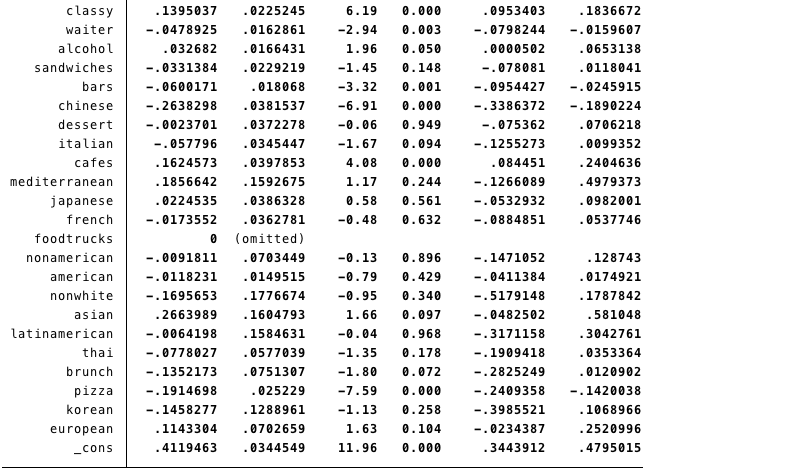 classy .1395037 .0225245 6.19 0.000 .0953403 .1836672
waiter -.0478925 .0162861 -2.94 0.003 -.0798244 -.0159607
alcohol .032682 .0166431 1.96 0.050 .0000502 .0653138
sandwiches -.0331384 .0229219 -1.45 0.148 -.078081 .0118041
bars -.0600171 .018068 -3.32 0.001 -.0954427 -.0245915
chinese -.2638298 .0381537 -6.91 0.000 -.3386372 -.1890224
dessert -.0023701 .0372278 -0.06 0.949 -.075362 .0706218
italian -.057796 .0345447 -1.67 0.094 -.1255273 .0099352
cafes .1624573 .0397853 4.08 0.000 .084451 .2404636
mediterranean .1856642 .1592675 1.17 0.244 -.1266089 .4979373
japanese .0224535 .0386328 0.58 0.561 -.0532932 .0982001
french -.0173552 .0362781 -0.48 0.632 -.0884851 .0537746
foodtrucks 0 (omitted)
nonamerican -.0091811 .0703449 -0.13 0.896 -.1471052 .128743
american -.0118231 .0149515 -0.79 0.429 -.0411384 .0174921
nonwhite -.1695653 .1776674 -0.95 0.340 -.5179148 .1787842
asian .2663989 .1604793 1.66 0.097 -.0482502 .581048
latinamerican -.0064198 .1584631 -0.04 0.968 -.3171158 .3042761
thai -.0778027 .0577039 -1.35 0.178 -.1909418 .0353364
brunch -.1352173 .0751307 -1.80 0.072 -.2825249 .0120902
pizza -.1914698 .025229 -7.59 0.000 -.2409358 -.1420038
korean -.1458277 .1288961 -1.13 0.258 -.3985521 .1068966
european .1143304 .0702659 1.63 0.104 -.0234387 .2520996
_cons .4119463 .0344549 11.96 0.000 .3443912 .4795015